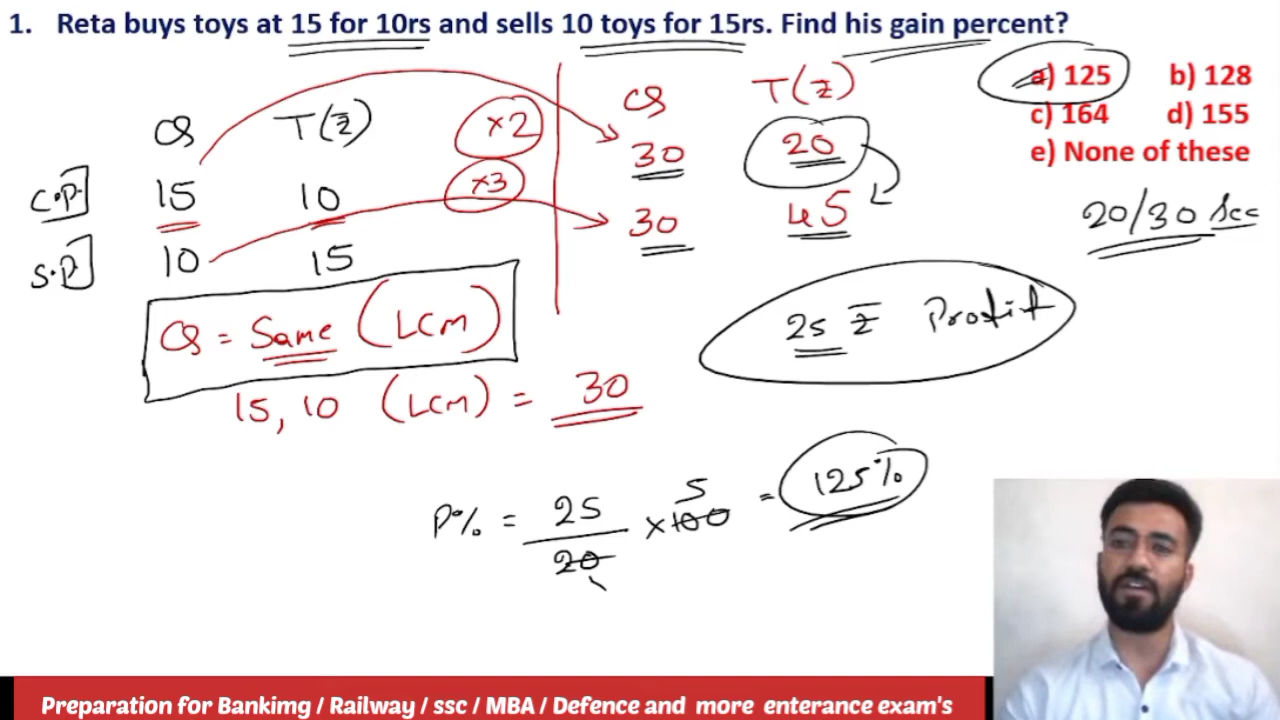 1. Reta buys toys at 15 for 10rs and sells 10 toys for 15rs. Find his gain percent?
a) 125 b) 128
c) 164 d) 155
e) None of these
20/30 Sec
T(₹) ×2
C.P] 15 10 ×3
S.P] 10 15
T(₹)
30 20
30 45
= Same (LCM)
15, 10 (LCM) = 30
25 ₹ Profit
P% = 25/20 ×100 5 = 125%
Preparation for Bankimg / Railway / ssc / MBA / Defence and more enterance exam's